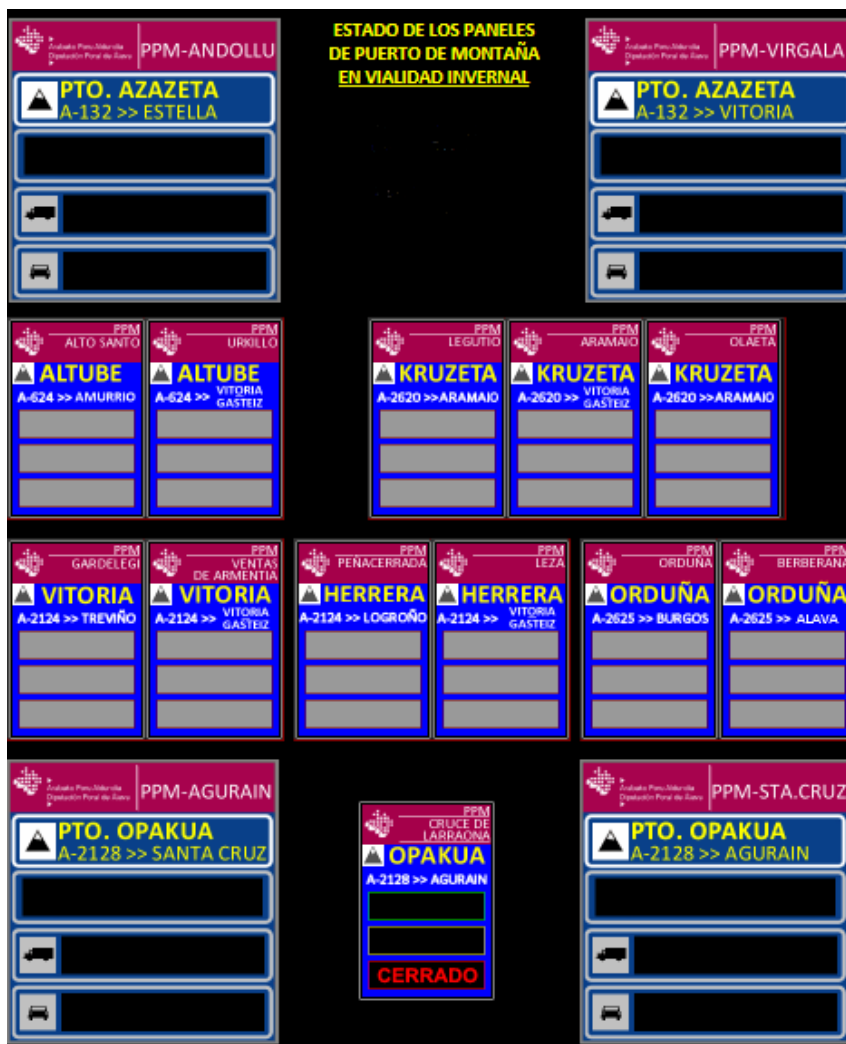 PPM-ANDOLLU
PTO. AZAZETA
A-132 >> ESTELLA
ESTADO DE LOS PANELES
DE PUERTO DE MONTAÑA
EN VIALIDAD INVERNAL
PPM-VIRGALA
PTO. AZAZETA
A-132 >> VITORIA
PPM
ALTO SANTO
ALTUBE
A-624 >> AMURRIO
PPM
URKILLO
ALTUBE
A-624 >> VITORIA
GASTEIZ
PPM
LEGUTIO
KRUZETA
A-2620 >>ARAMAIO
PPM
ARAMAIO
KRUZETA
A-2620 >> VITORIA
GASTEIZ
PPM
OLAETA
KRUZETA
A-2620 >>ARAMAIO
PPM
GARDELEGI
VITORIA
A-2124 >> TREVIÑO
PPM
VENTAS
DE ARMENTIA
VITORIA
A-2124 >> VITORIA
GASTEIZ
PPM
PEÑACERRADA
HERRERA
A-2124 >> LOGROÑO
PPM
LEZA
HERRERA
A-2124 >> VITORIA
GASTEIZ
PPM
ORDUÑA
ORDUÑA
A-2625 >> BURGOS
PPM
BERBERANA
ORDUÑA
A-2625 >> ALAVA
PPM-AGURAIN
PTO. OPAKUA
A-2128 >> SANTA CRUZ
PPM
CRUCE DE
LARRAONA
OPAKUA
A-2128 >> AGURAIN
CERRADO
PPM-STA.CRUZ
PTO. OPAKUA
A-2128 >> AGURAIN